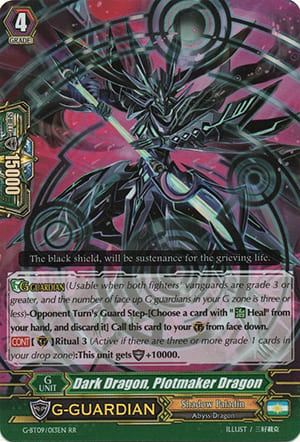 4
GRADE
15000
The black shield, will be sustenance for the grieving life.
G GUARDIAN (Usable when both fighters' vanguards are grade 3 or
greater, and the number of face up G guardians in your G zone is three or
less)-Opponent Turn's Guard Step-[Choose a card with " Heal" from
your hand, and discard it] Call this card to your from face down.
CONT [ ]Ritual 3 (Active if there are three or more grade 1 cards in
your drop zone):This unit gets +10000.
G
UNIT
Dark Dragon, Plotmaker Dragon
G-GUARDIAN
Shadow Paladin
Abyss Dragon
G-BT09/013EN RR
ILLUST / 三好載克